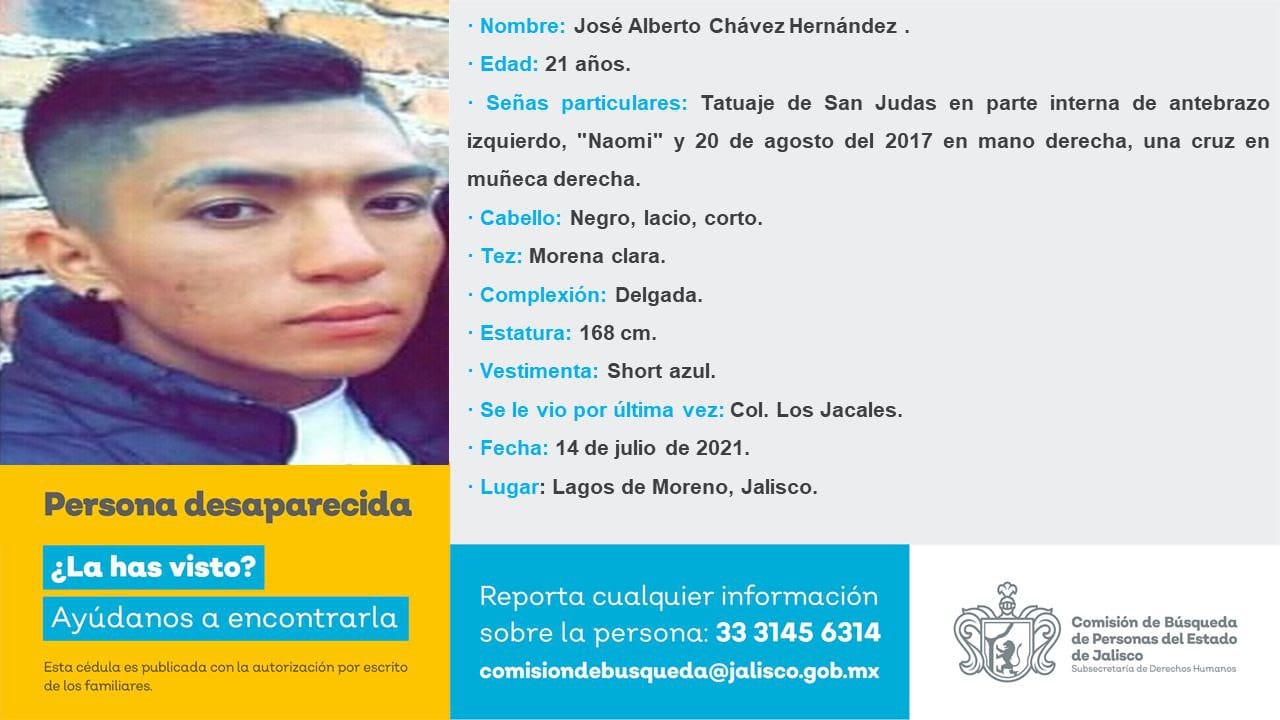 · Nombre: José Alberto Chávez Hernández .
· Edad: 21 años.
· Señas particulares: Tatuaje de San Judas en parte interna de antebrazo
izquierdo, "Naomi" y 20 de agosto del 2017 en mano derecha, una cruz en
muñeca derecha.
· Cabello: Negro, lacio, corto.
· Tez: Morena clara.
· Complexión: Delgada.
· Estatura: 168 cm.
· Vestimenta: Short azul.
· Se le vio por última vez: Col. Los Jacales.
· Fecha: 14 de julio de 2021.
· Lugar: Lagos de Moreno, Jalisco.
Persona desaparecida
¿La has visto?
Ayúdanos a encontrarla
Esta cédula es publicada con la autorización por escrito
de los familiares.
Reporta cualquier información
sobre la persona: 33 3145 6314
comisiondebusqueda@jalisco.gob.mx
Comisión de Búsqueda
de Personas del Estado
de Jalisco
Subsecretaría de Derechos Humanos